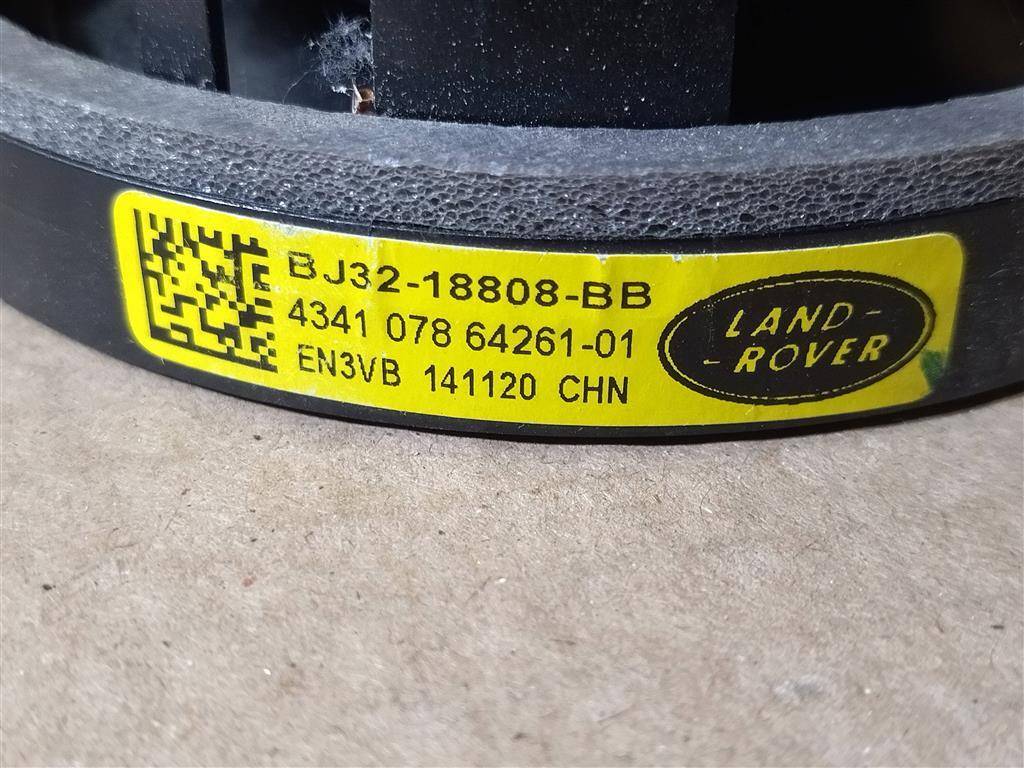 BJ32-18808-BB
4341 078 64261-01
EN3VB 141120 CHN
LAND-
-ROVER